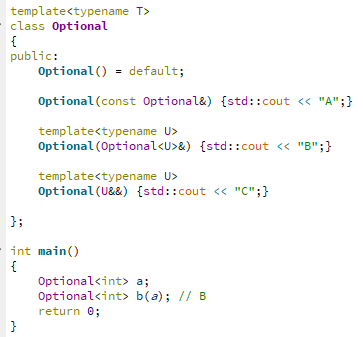 template<typename T>
class Optional
{
public:
    Optional() = default;

    Optional(const Optional&) {std::cout << "A";}

    template<typename U>
    Optional(Optional<U>&) {std::cout << "B";}

    template<typename U>
    Optional(U&&) {std::cout << "C";}

};

int main()
{
    Optional<int> a;
    Optional<int> b(a); // B
    return 0;
}